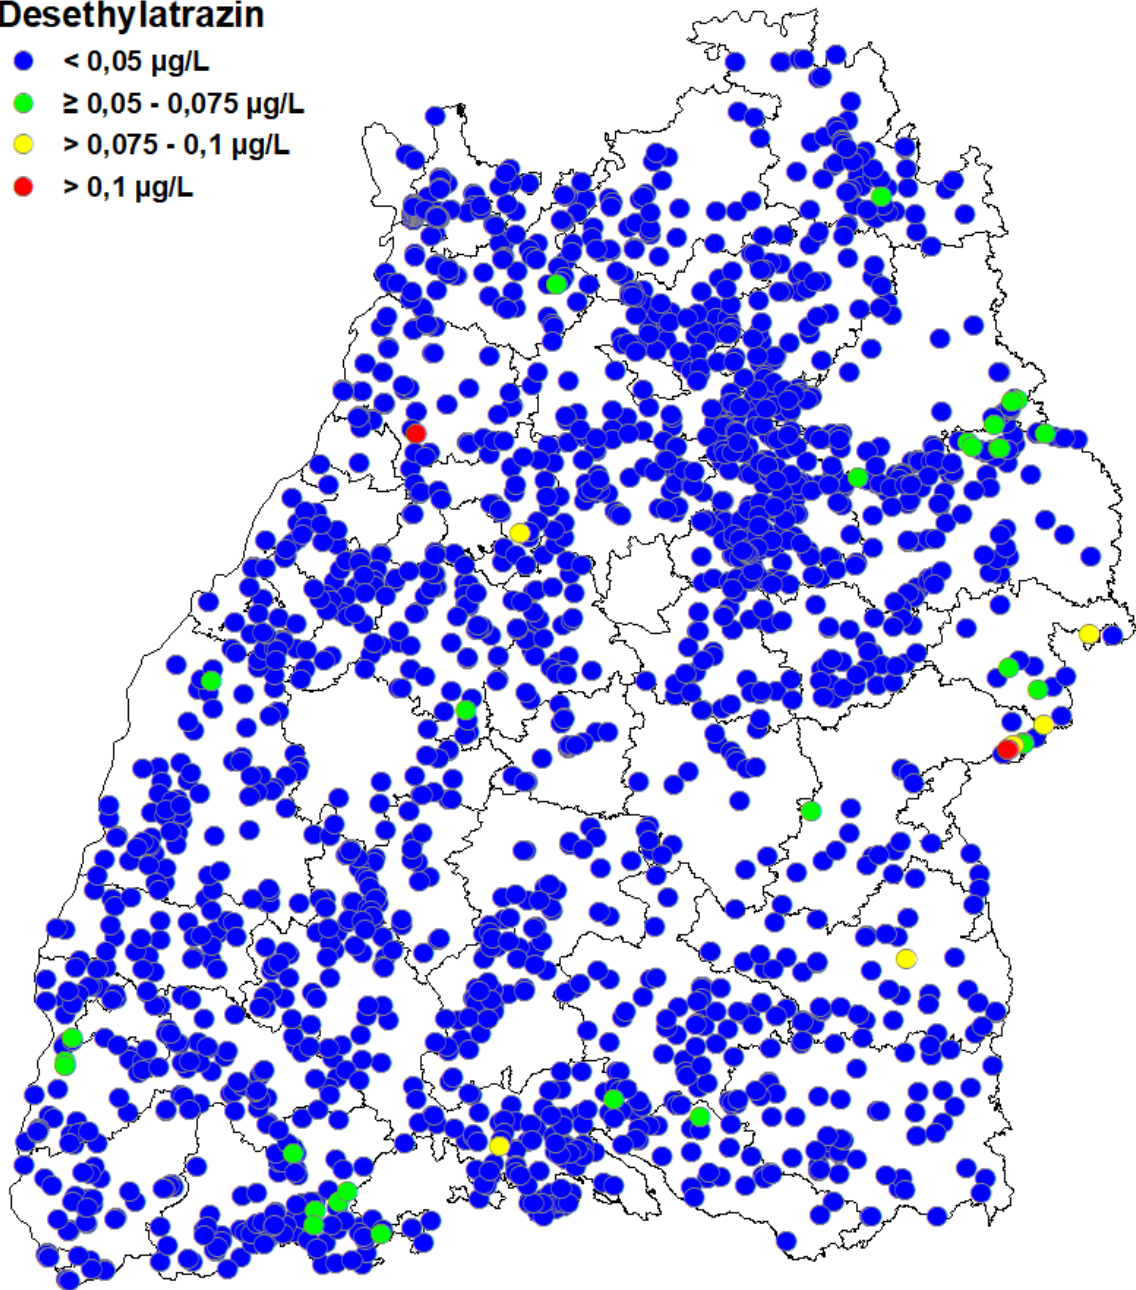 Desethylatrazin
< 0,05 µg/L
≥ 0,05 - 0,075 µg/L
> 0,075 - 0,1 µg/L
> 0,1 µg/L